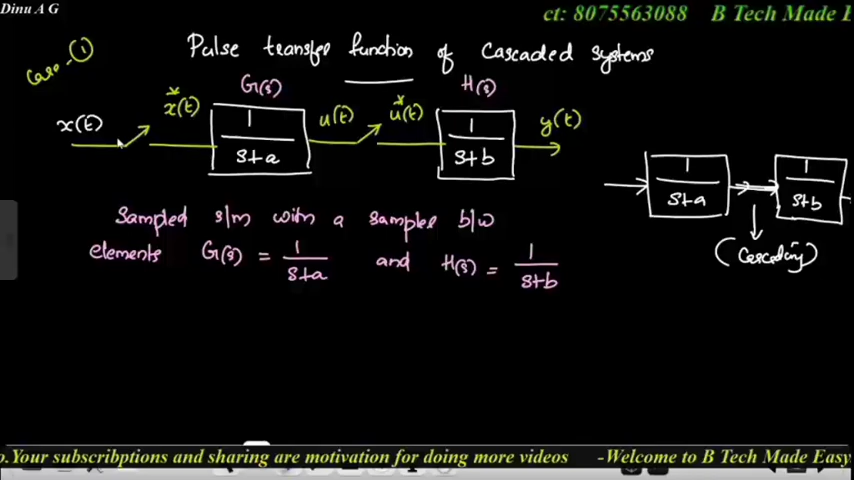 Dinu A G
ct: 8075563088 B Tech Made E
Case - ①
Pulse transfer function of Cascaded systems
G(s)
H(s)
x(t)
x*(t)
1
s+a
u(t)
u*(t)
1
s+b
y(t)
1
s+a
1
s+b
(Cascading)
Sampled s/m with a sampler b/w
elements G(s) = 1/s+a and H(s) = 1/s+b
o.Your subscribptions and sharing are motivation for doing more videos -Welcome to B Tech Made Easy